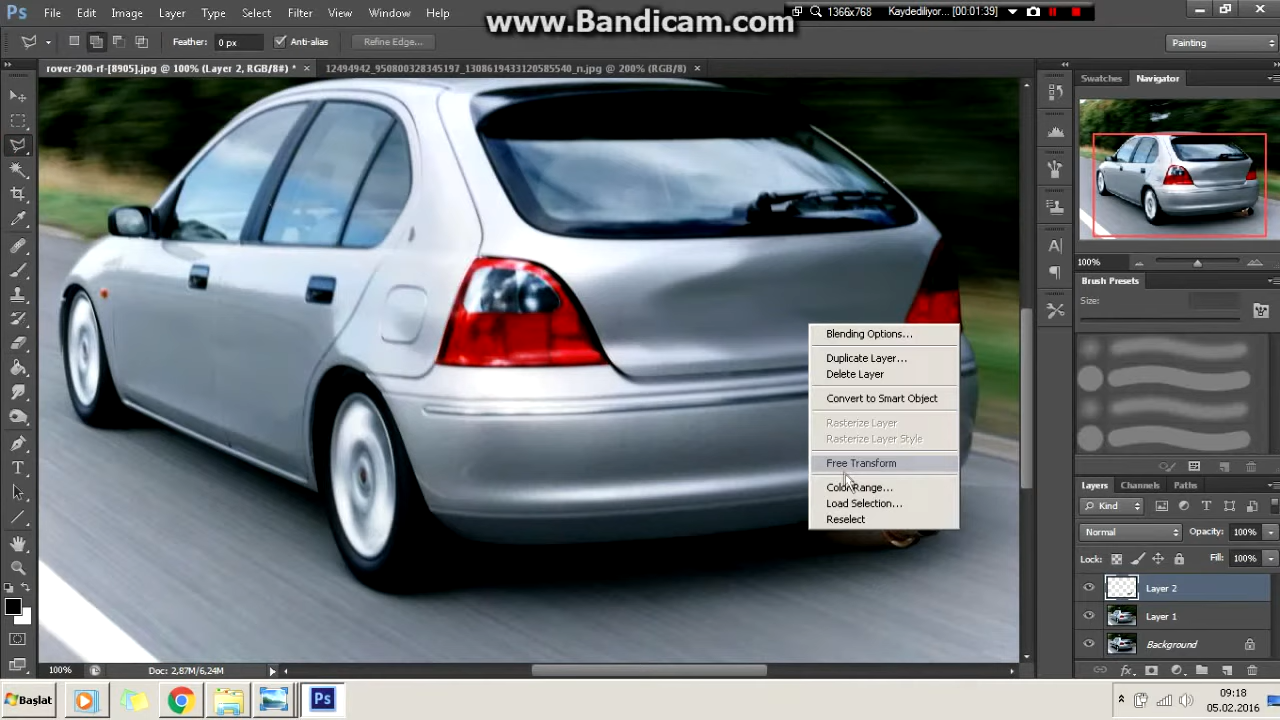 www.Bandicam.com
1366x768 Kaydediliyor... [00:01:39]
Ps File Edit Image Layer Type Select Filter View Window Help
Feather: 0 px Anti-alias Refine Edge... Painting
rover-200-rf-[8905].jpg @ 100% (Layer 2, RGB/8#) *
12494942_950800328345197_1308619433120585540_n.jpg @ 200% (RGB/8)
Swatches Navigator
100%
Brush Presets
Size:
Blending Options...
Duplicate Layer...
Delete Layer
Convert to Smart Object
Rasterize Layer
Rasterize Layer Style
Free Transform
Color Range...
Load Selection...
Reselect
Layers Channels Paths
Kind
Normal Opacity: 100%
Lock: Fill: 100%
Layer 2
Layer 1
Background
100% Doc: 2,87M/6,24M
Başlat Ps
09:18
05.02.2016